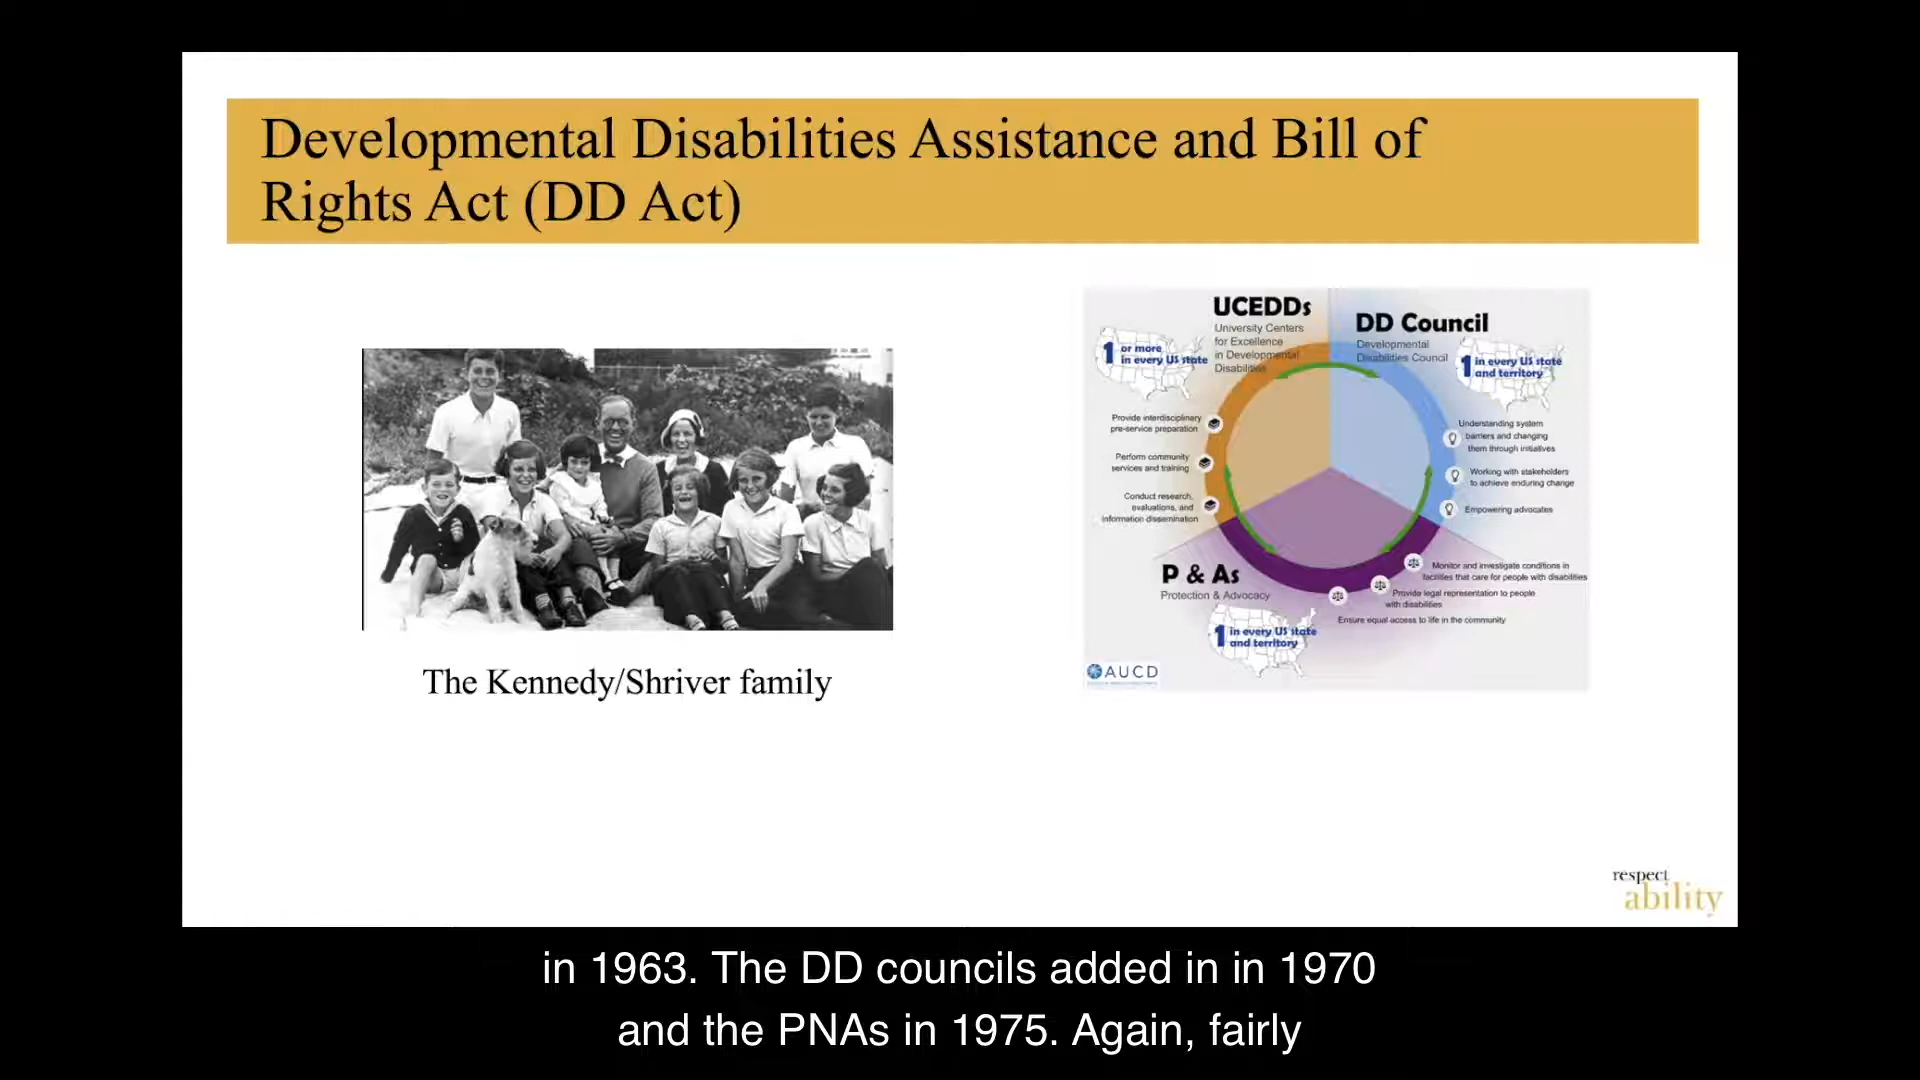 Developmental Disabilities Assistance and Bill of
Rights Act (DD Act)
The Kennedy/Shriver family
UCEDDs
University Centers
for Excellence
in Developmental
Disabilities
1 or more
in every US state
Provide interdisciplinary
pre-service preparation
Perform community
services and training
Conduct research,
evaluations, and
information dissemination
DD Council
Developmental
Disabilities Council
1 in every US state
and territory
Understanding system
barriers and changing
them through initiatives
Working with stakeholders
to achieve enduring change
Empowering advocates
P & As
Protection & Advocacy
1 in every US state
and territory
Monitor and investigate conditions in
facilities that care for people with disabilities
Provide legal representation to people
with disabilities
Ensure equal access to life in the community
AUCD
respect
ability
in 1963. The DD councils added in in 1970
and the PNAs in 1975. Again, fairly